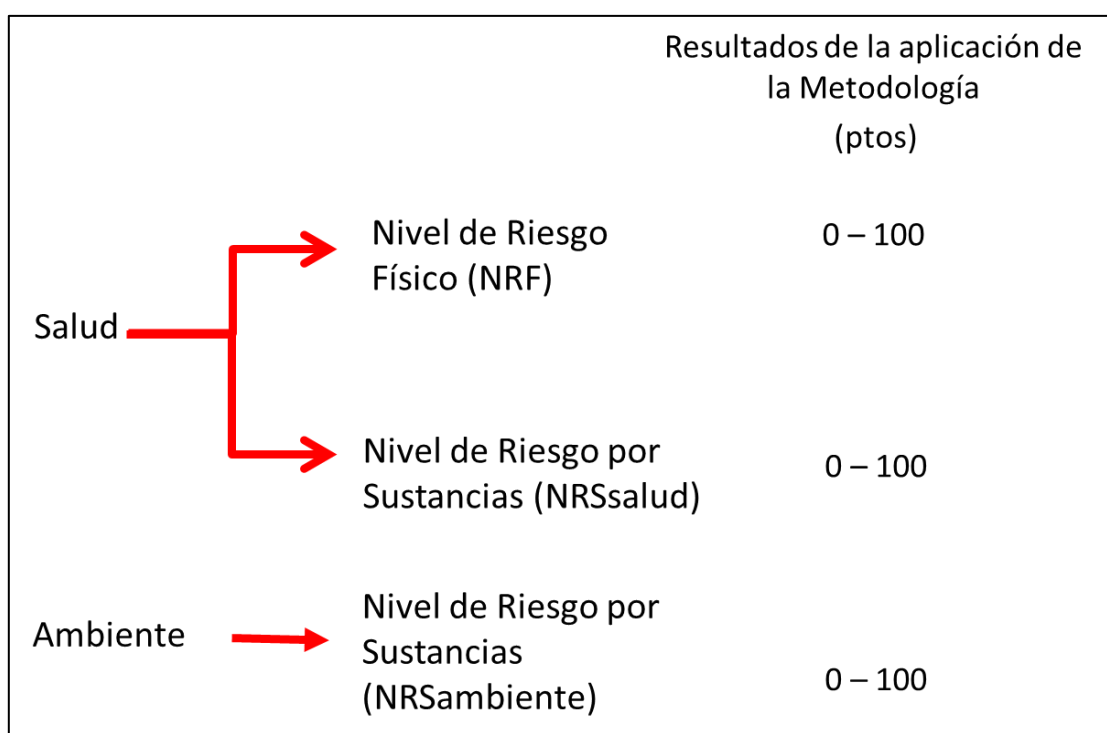 Resultados de la aplicación de
la Metodología
(ptos)
Salud
Nivel de Riesgo
Físico (NRF)
0 – 100
Nivel de Riesgo por
Sustancias (NRSsalud)
0 – 100
Ambiente
Nivel de Riesgo por
Sustancias
(NRSambiente)
0 – 100